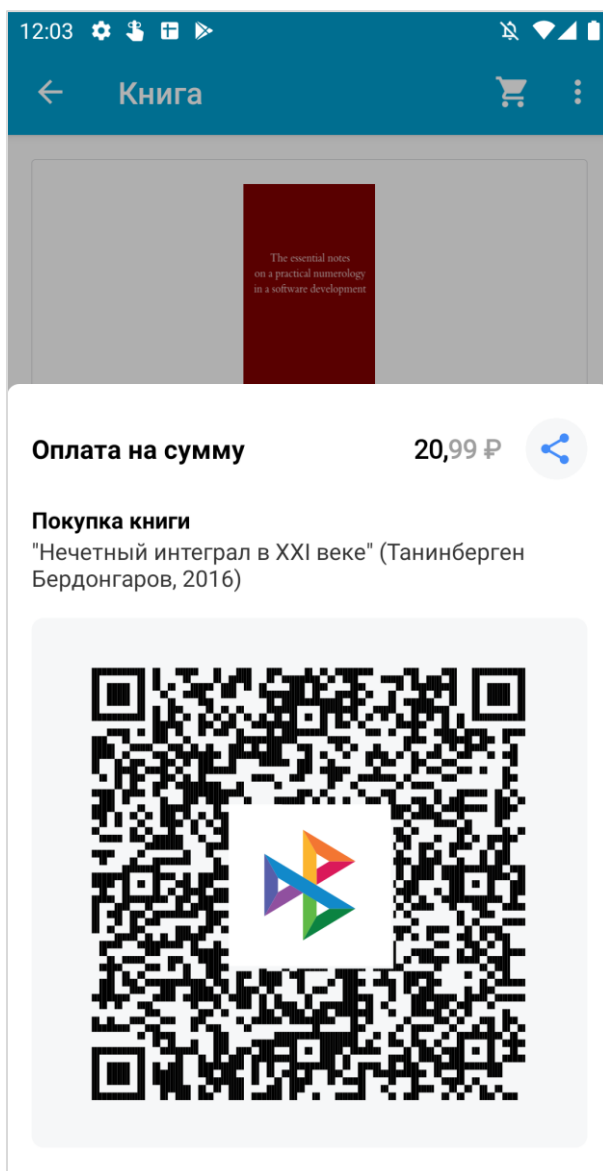 12:03
Книга
The essential notes
on a practical numerology
in a software development
Оплата на сумму 20,99 ₽
Покупка книги
"Нечетный интеграл в XXI веке" (Танинберген
Бердонгаров, 2016)